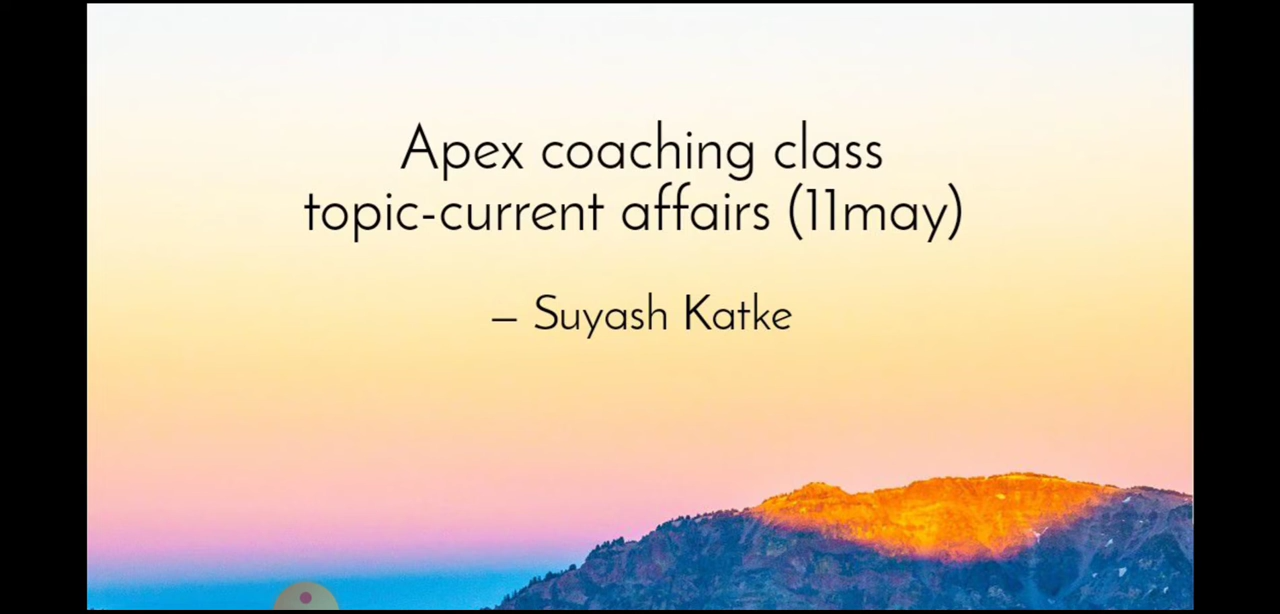 Apex coaching class
topic-current affairs (11may)
– Suyash Katke